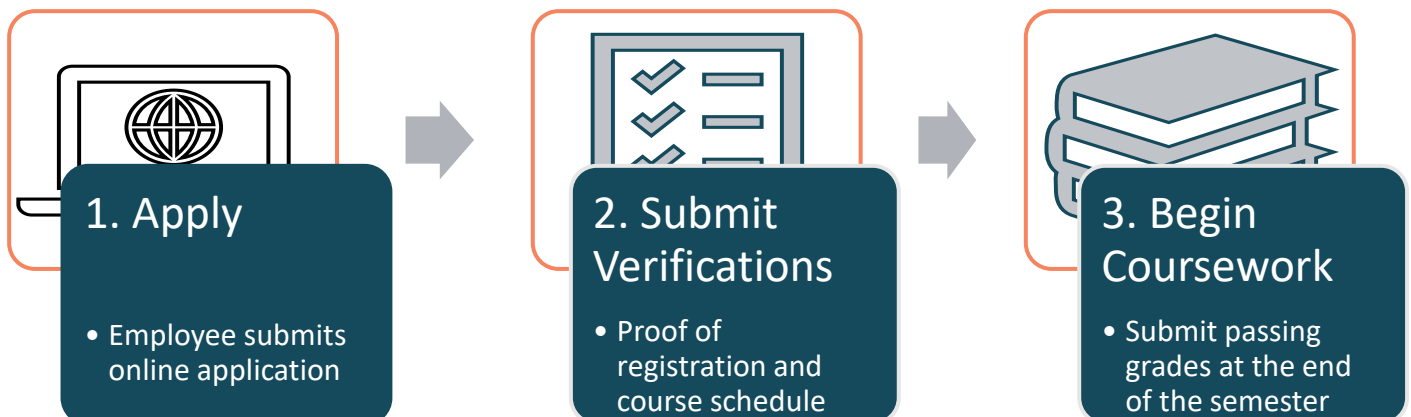 1. Apply
• Employee submits
online application
2. Submit
Verifications
• Proof of
registration and
course schedule
3. Begin
Coursework
• Submit passing
grades at the end
of the semester